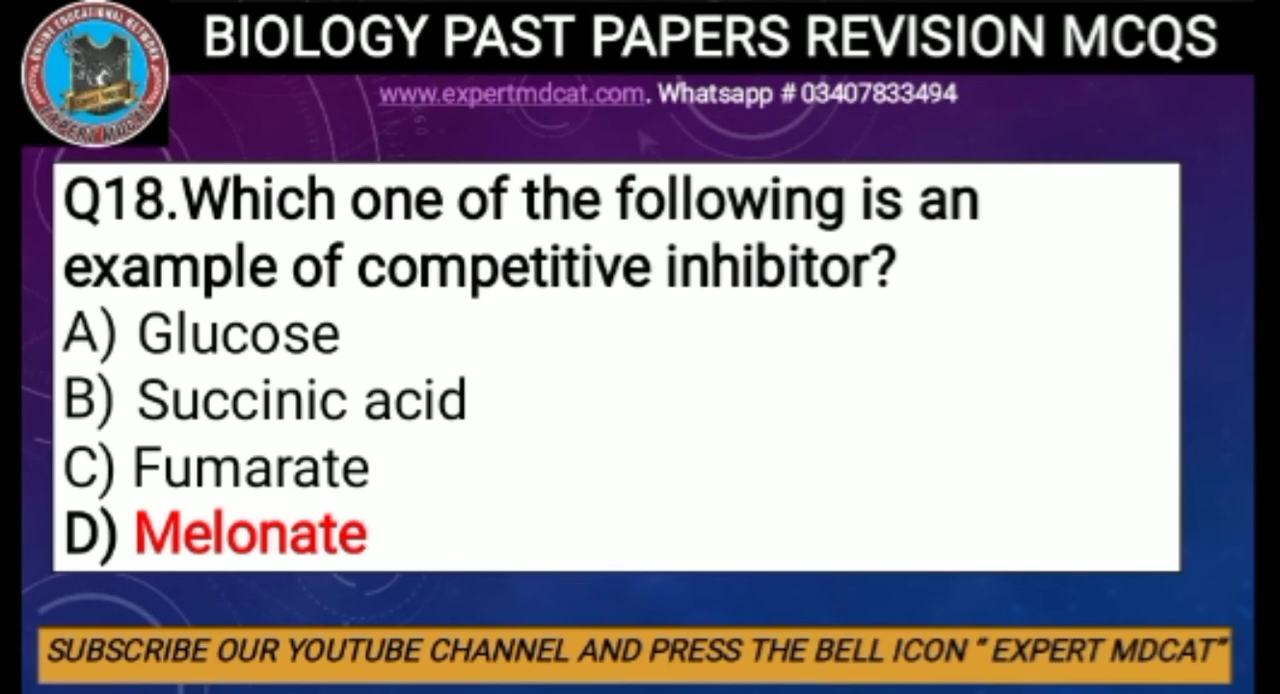 BIOLOGY PAST PAPERS REVISION MCQS
www.expertmdcat.com. Whatsapp # 03407833494
Q18.Which one of the following is an
example of competitive inhibitor?
A) Glucose
B) Succinic acid
C) Fumarate
D) Melonate
SUBSCRIBE OUR YOUTUBE CHANNEL AND PRESS THE BELL ICON " EXPERT MDCAT"